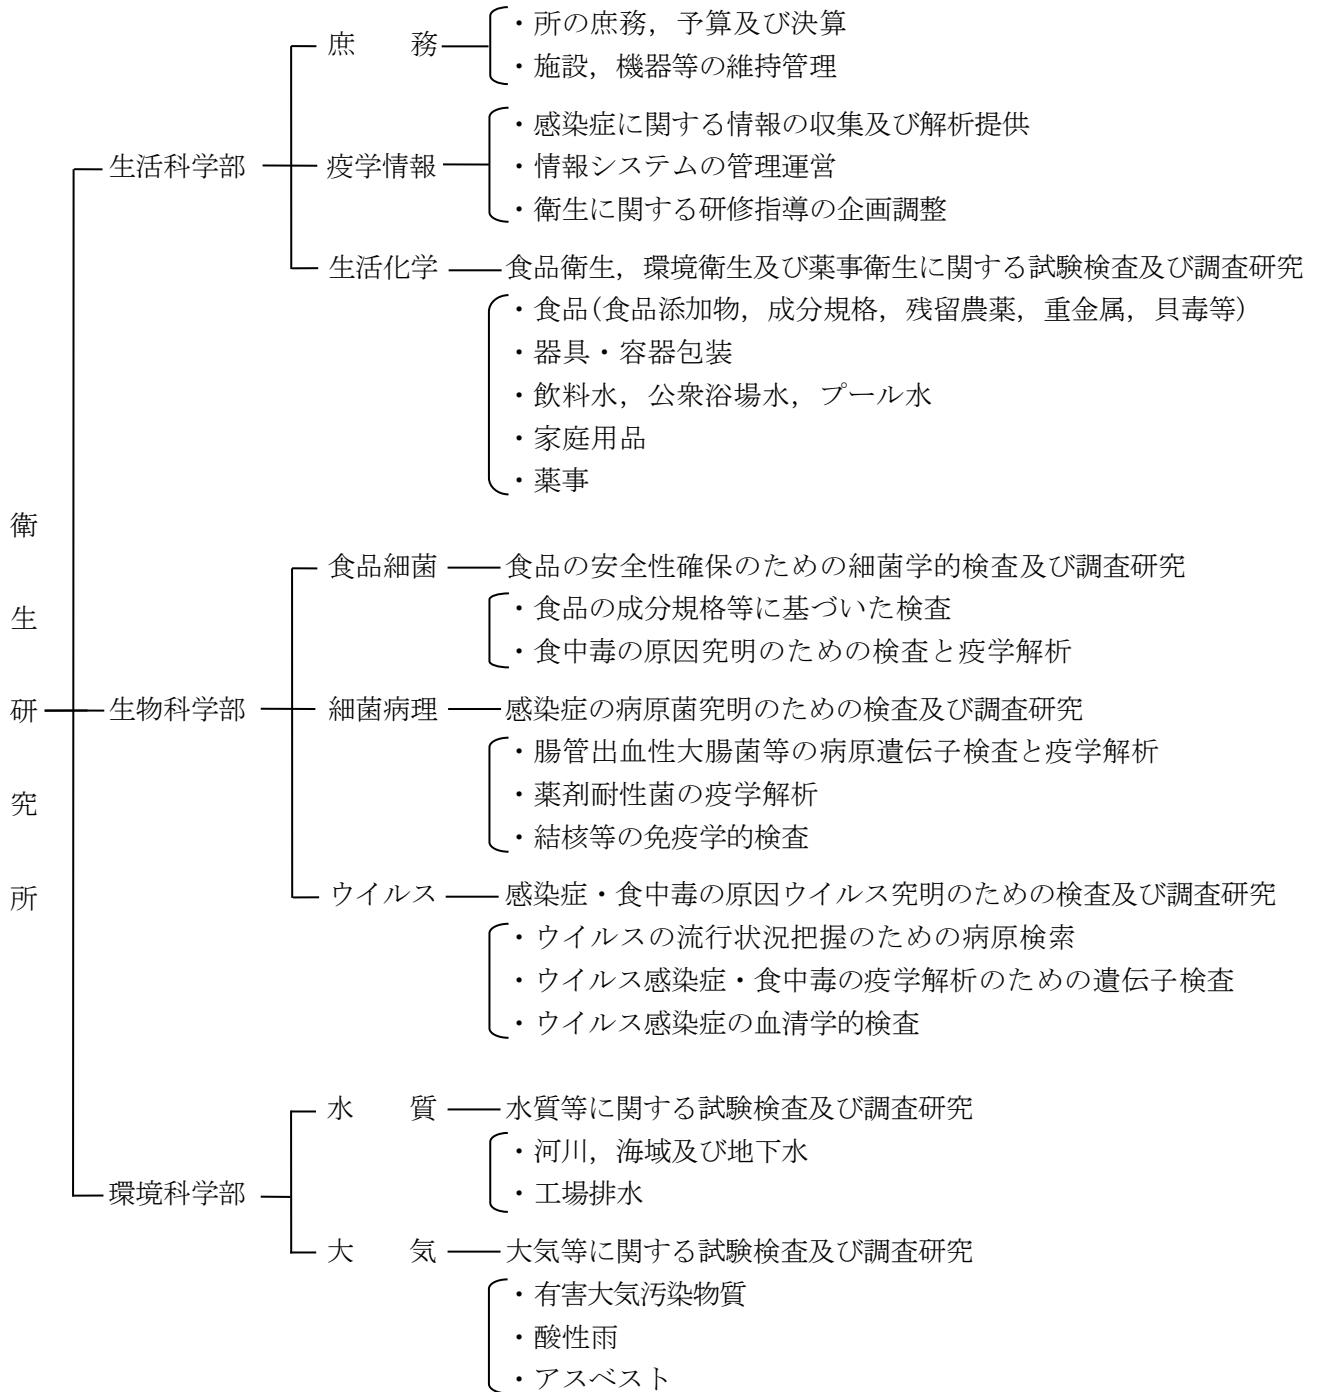 衛生研究所
生活科学部
庶　　務
・所の庶務，予算及び決算
・施設，機器等の維持管理
疫学情報
・感染症に関する情報の収集及び解析提供
・情報システムの管理運営
・衛生に関する研修指導の企画調整
生活化学
食品衛生，環境衛生及び薬事衛生に関する試験検査及び調査研究
・食品(食品添加物，成分規格，残留農薬，重金属，貝毒等)
・器具・容器包装
・飲料水，公衆浴場水，プール水
・家庭用品
・薬事
生物科学部
食品細菌
食品の安全性確保のための細菌学的検査及び調査研究
・食品の成分規格等に基づいた検査
・食中毒の原因究明のための検査と疫学解析
細菌病理
感染症の病原菌究明のための検査及び調査研究
・腸管出血性大腸菌等の病原遺伝子検査と疫学解析
・薬剤耐性菌の疫学解析
・結核等の免疫学的検査
ウイルス
感染症・食中毒の原因ウイルス究明のための検査及び調査研究
・ウイルスの流行状況把握のための病原検索
・ウイルス感染症・食中毒の疫学解析のための遺伝子検査
・ウイルス感染症の血清学的検査
環境科学部
水　　質
水質等に関する試験検査及び調査研究
・河川，海域及び地下水
・工場排水
大　　気
大気等に関する試験検査及び調査研究
・有害大気汚染物質
・酸性雨
・アスベスト